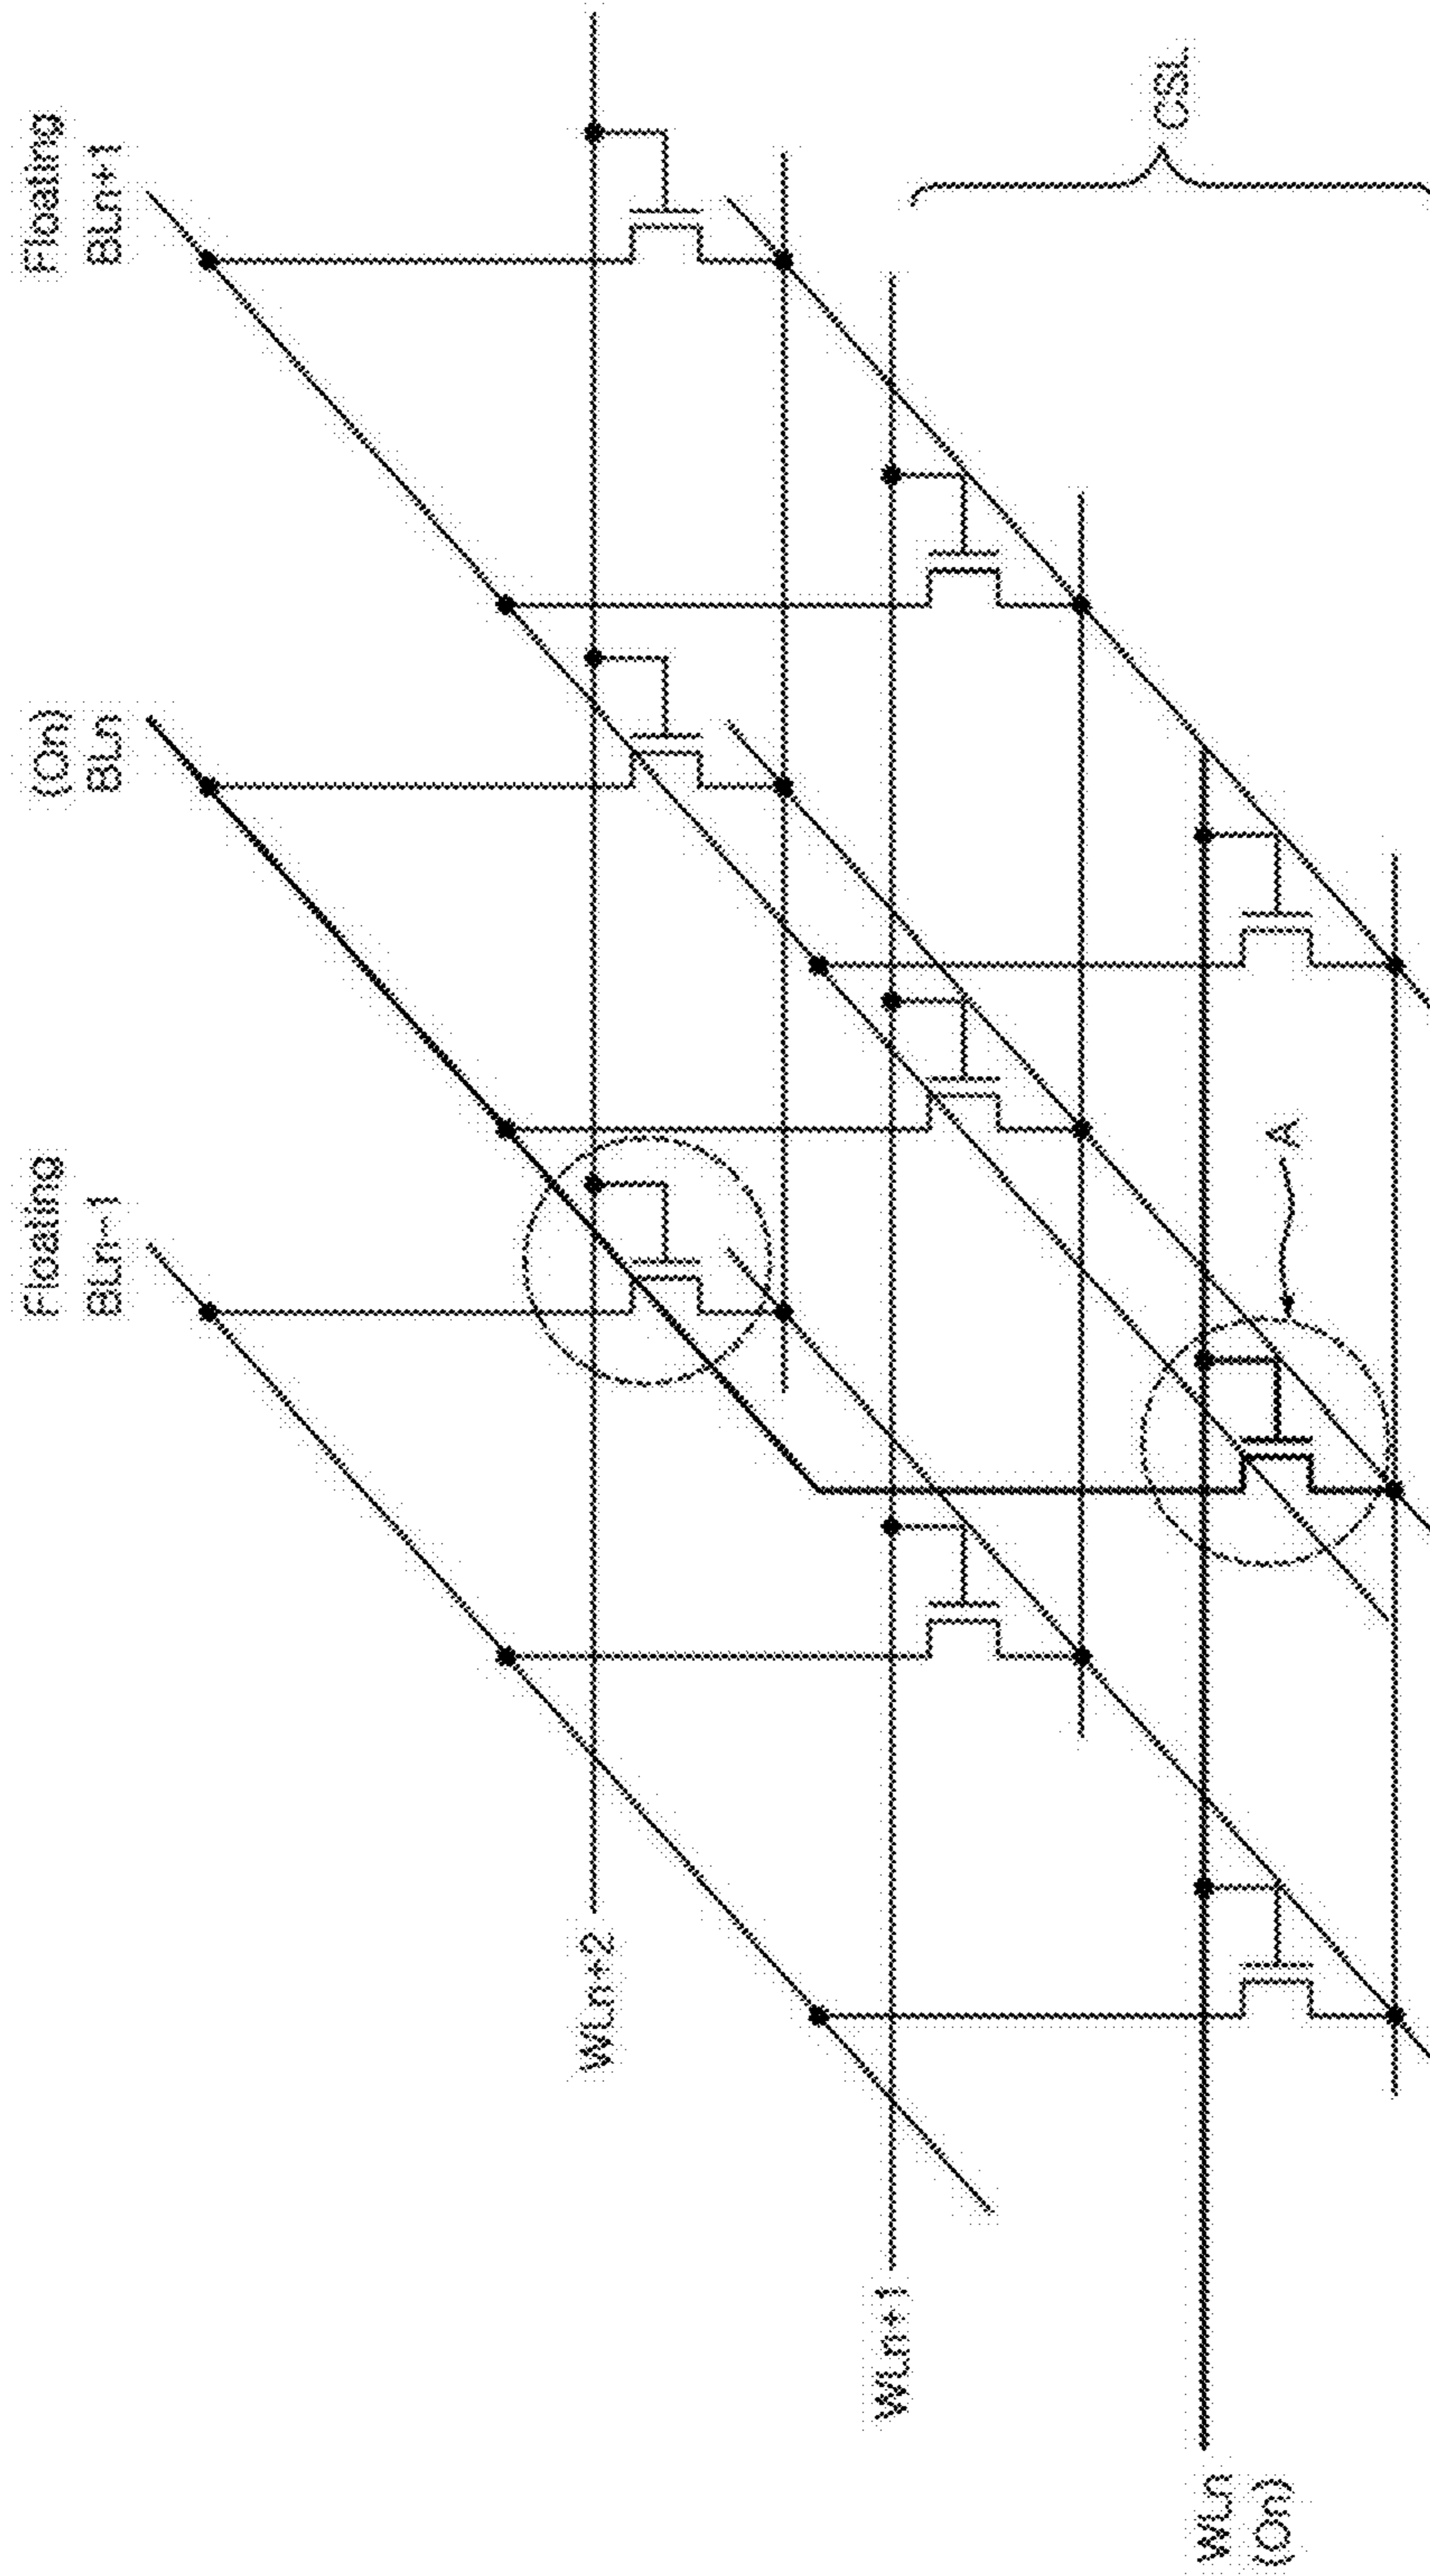 Floating
BLn-1
(On)
BLn
Floating
BLn+1
WLn+2
WLn+1
WLn
(On)
A
CSL